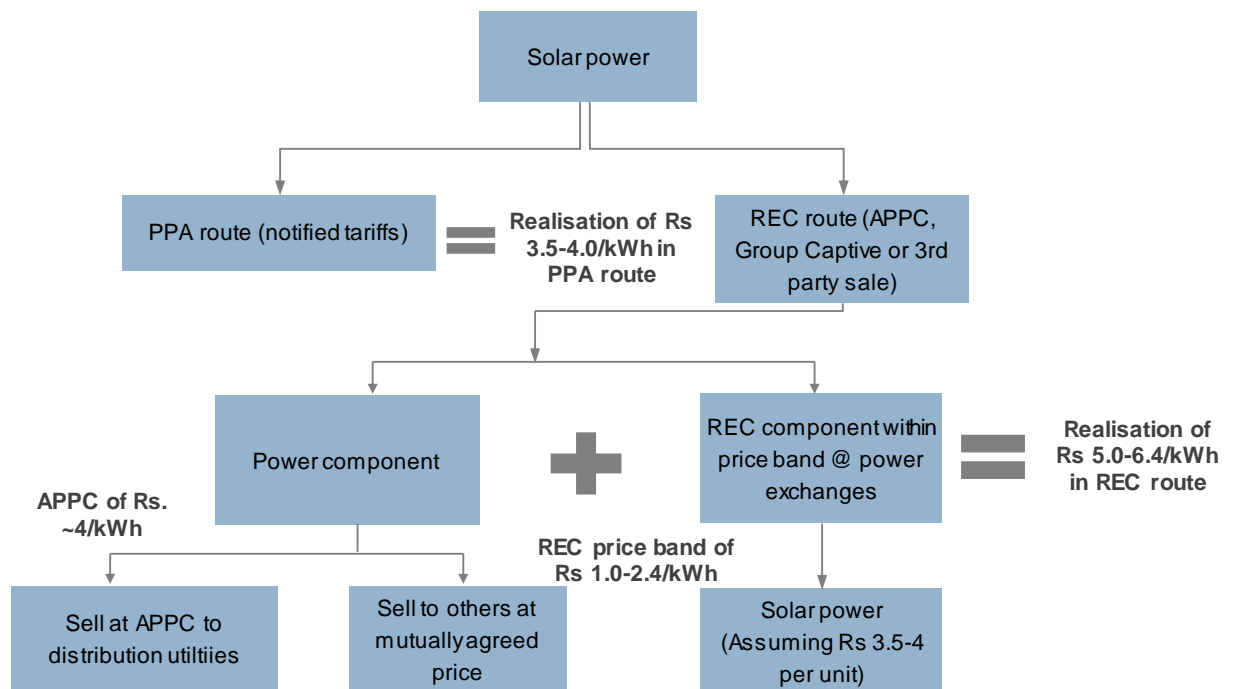 Solar power
PPA route (notified tariffs)
Realisation of Rs
3.5-4.0/kWh in
PPA route
REC route (APPC,
Group Captive or 3rd
party sale)
Power component
REC component within
price band @ power
exchanges
Realisation of
Rs 5.0-6.4/kWh
in REC route
APPC of Rs.
~4/kWh
REC price band of
Rs 1.0-2.4/kWh
Sell at APPC to
distribution utiltiies
Sell to others at
mutually agreed
price
Solar power
(Assuming Rs 3.5-4
per unit)